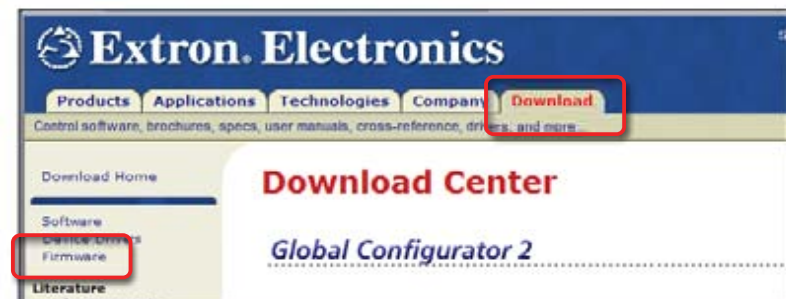 Extron. Electronics
Products Applications Technologies Company Download
Control software, brochures, specs, user manuals, cross-reference, drivers, and more...
Download Home
Download Center
Software
Device Drivers
Firmware
Global Configurator 2
Literature